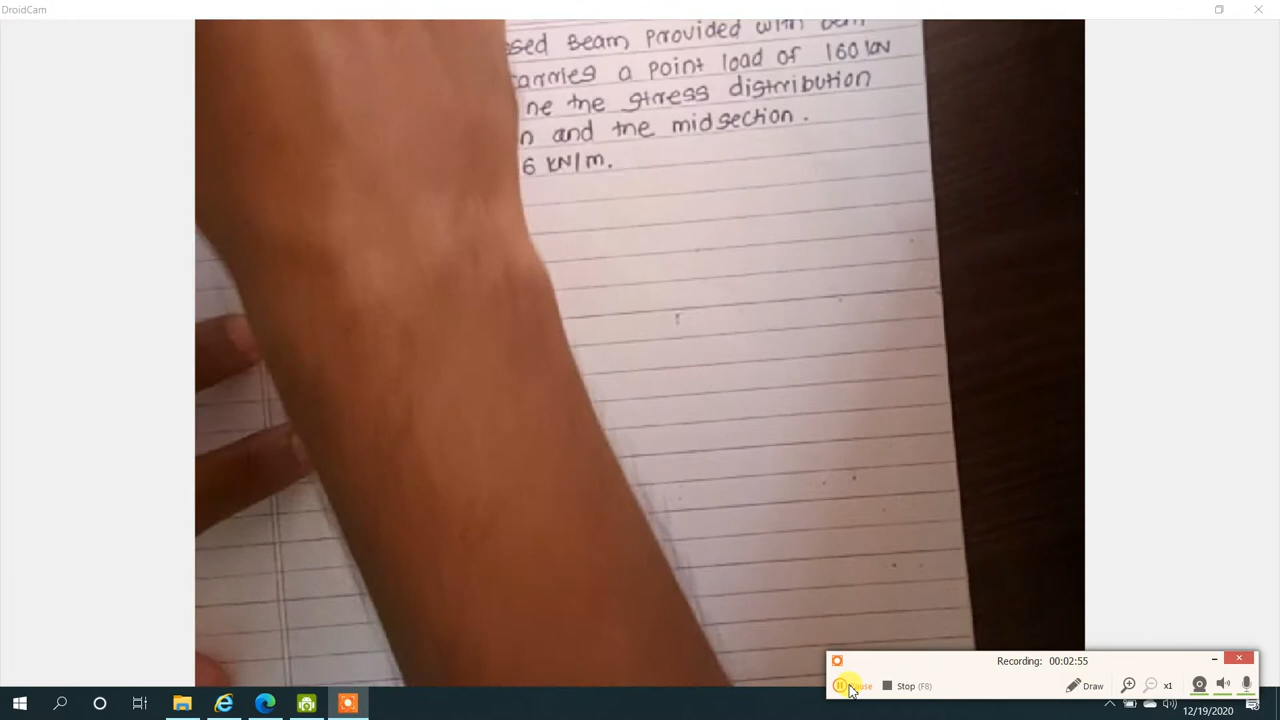 DroidCam
sed Beam provided with
carries a point load of 160 kN
ne the stress distribution
n and the midsection.
6 kN/m.
Recording: 00:02:55
Pause
Stop (F8)
x1
Draw
12/19/2020